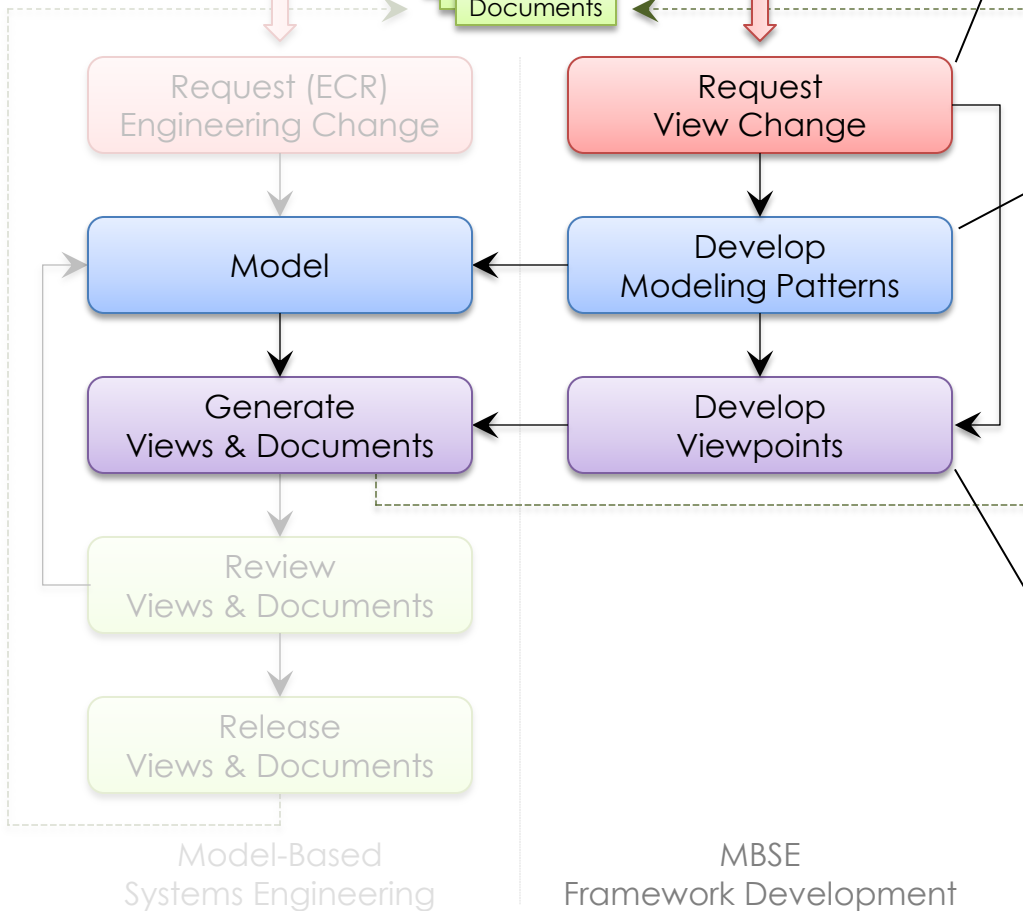 Documents
Request (ECR)
Engineering Change
Request
View Change
Model
Develop
Modeling Patterns
Generate
Views & Documents
Develop
Viewpoints
Review
Views & Documents
Release
Views & Documents
Model-Based
Systems Engineering
MBSE
Framework Development